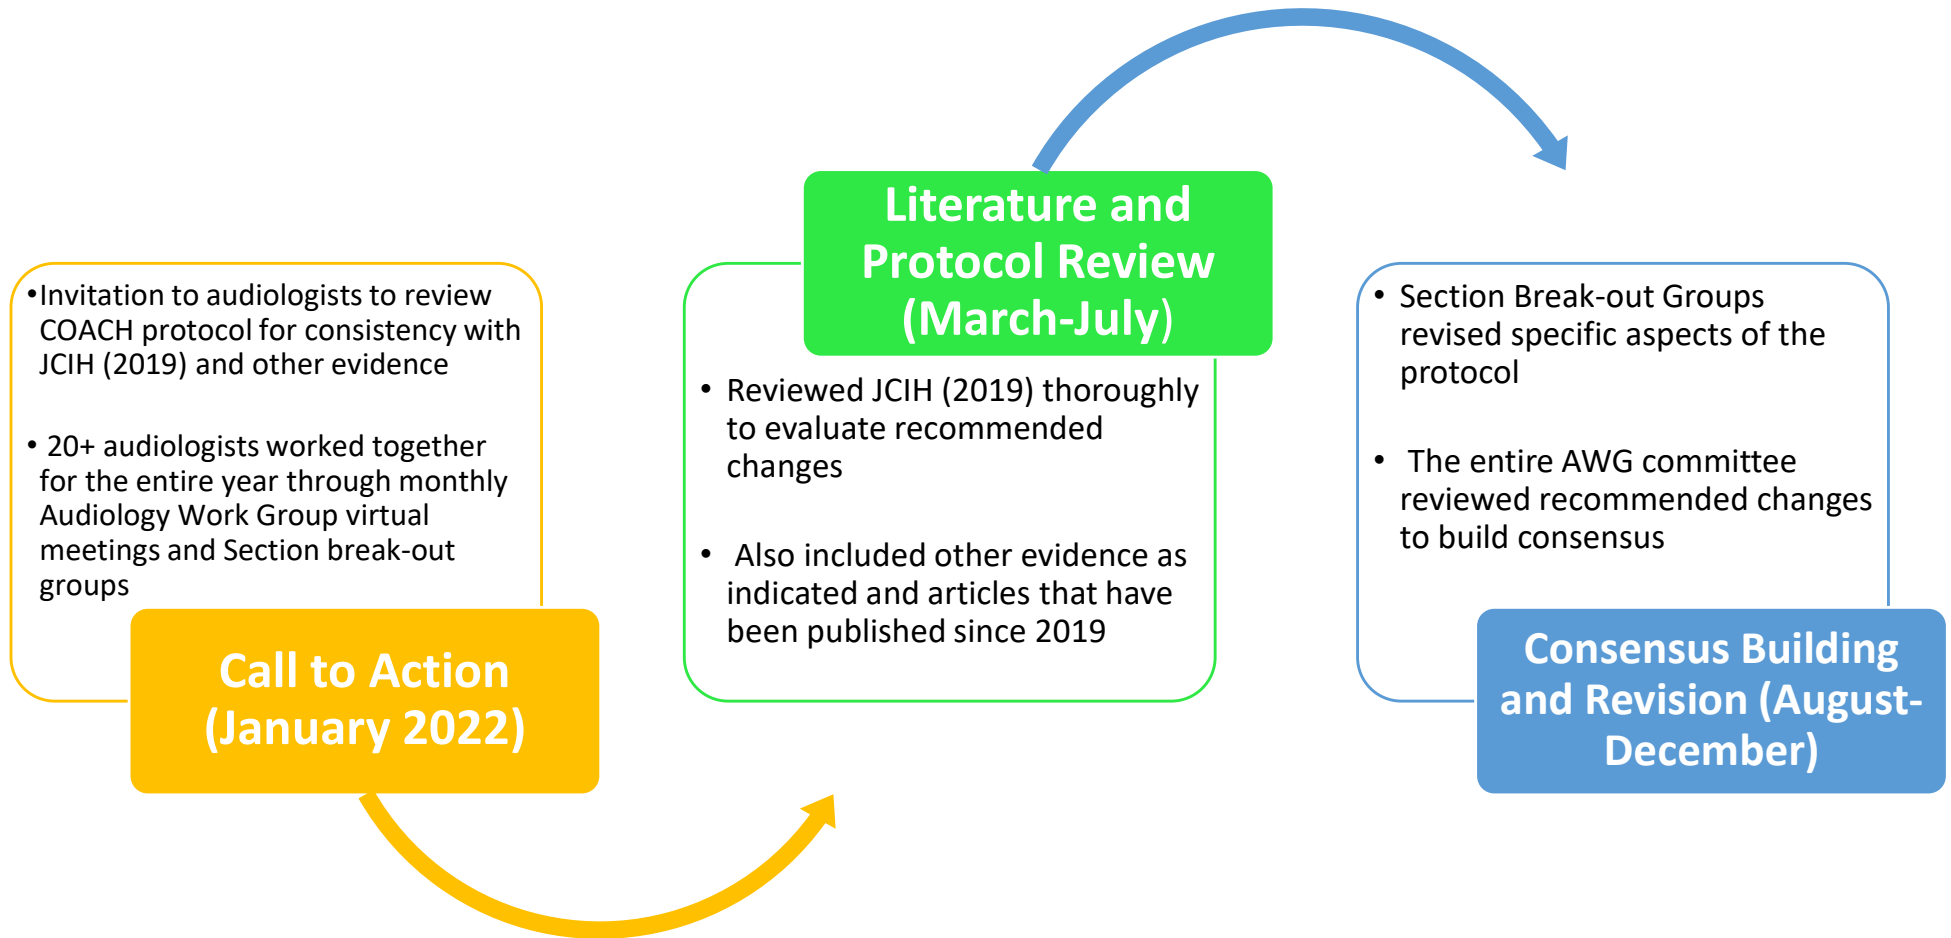 •Invitation to audiologists to review
COACH protocol for consistency with
JCIH (2019) and other evidence
• 20+ audiologists worked together
for the entire year through monthly
Audiology Work Group virtual
meetings and Section break-out
groups
Call to Action
(January 2022)
Literature and
Protocol Review
(March-July)
• Reviewed JCIH (2019) thoroughly
to evaluate recommended
changes
• Also included other evidence as
indicated and articles that have
been published since 2019
• Section Break-out Groups
revised specific aspects of the
protocol
• The entire AWG committee
reviewed recommended changes
to build consensus
Consensus Building
and Revision (August-
December)